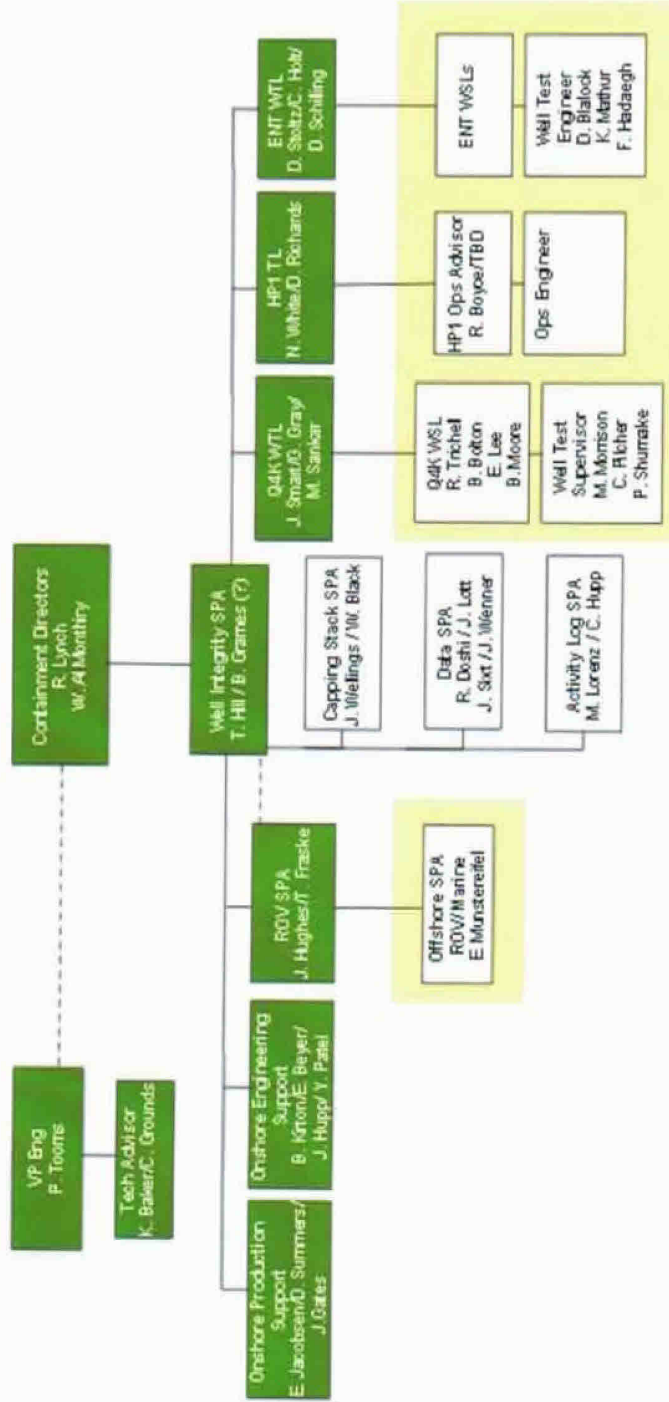 VP Eng
P. Tooms
Tech Advisor
K. Baker/C. Grounds
Containment Directors
R. Lynch
W. Al Monthiry
Well Integrity SPA
T. Hill / B. Grames (?)
Onshore Production
Support
E. Jacobsen/D. Summers/
J.Gates
Onshore Engineering
Support
B. Kirton/E. Beyer/
J. Hupp/ Y. Patel
ROV SPA
J. Hughes/T. Fraske
Q4K WTL
J. Smart/G. Gray/
M. Sankar
HP1 TL
N. White/D. Richards
ENT WTL
D. Stoltz/C. Holt/
D. Schilling
Offshore SPA
ROV/Marine
E Munstereifel
Capping Stack SPA
J. Wellings / W. Black
Data SPA
R. Doshi / J. Lott
J. Sixt / J. Wenner
Activity Log SPA
M. Lorenz / C. Hupp
Q4K WSL
R. Trichell
B. Bolton
E. Lee
B.Moore
Well Test
Supervisor
M. Morrison
C. Pilcher
P. Shumake
HP1 Ops Advisor
R. Boyce/TBD
Ops Engineer
ENT WSLs
Well Test
Engineer
D. Blalock
K. Mathur
F. Hadaegh